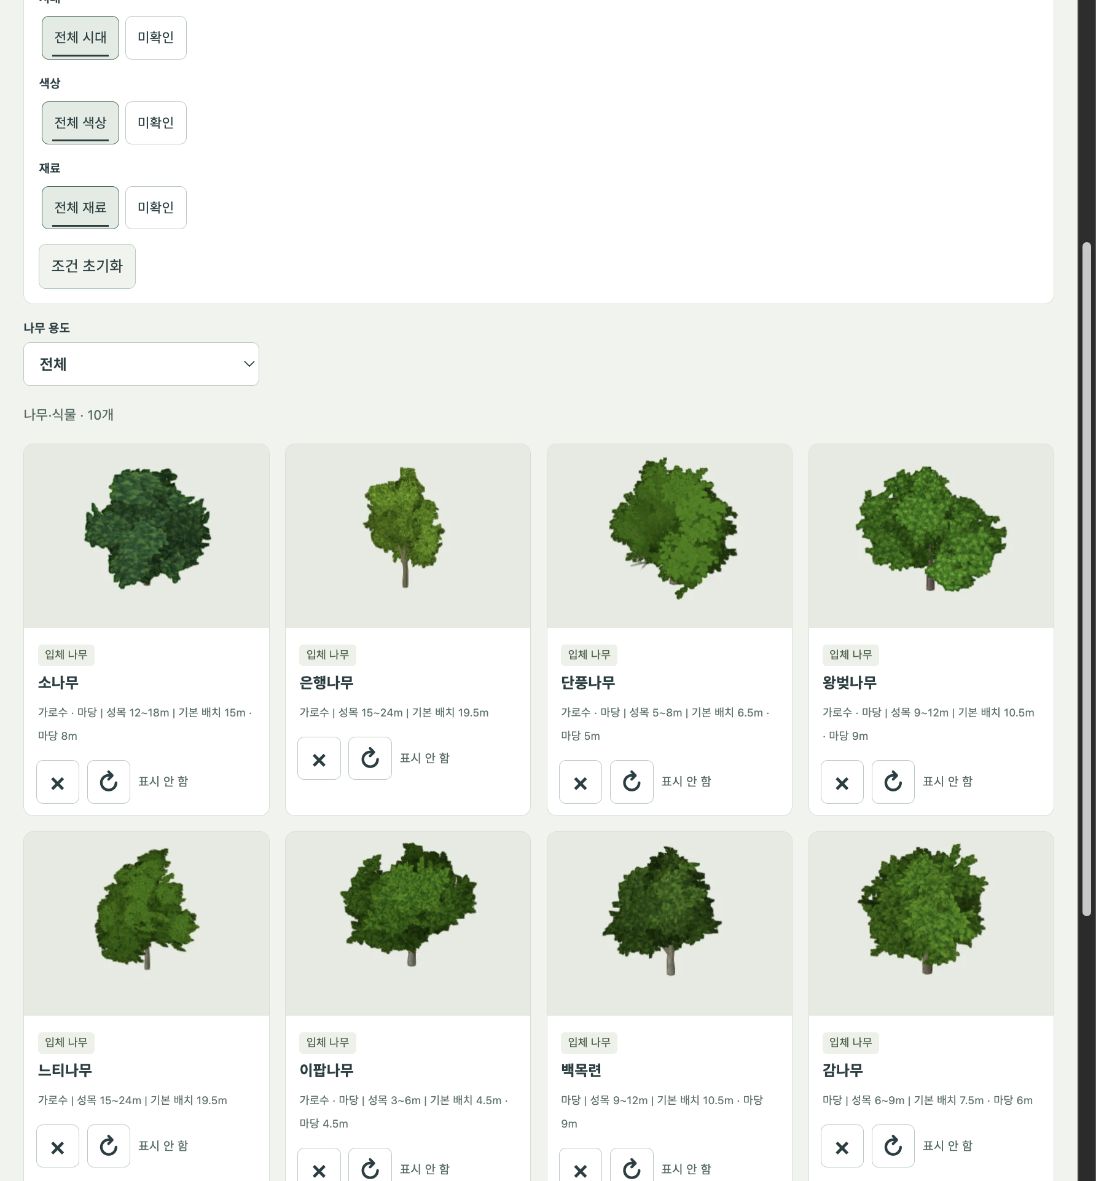 전체 시대
미확인
색상
전체 색상
미확인
재료
전체 재료
미확인
조건 초기화
나무 용도
전체
나무·식물 · 10개
입체 나무
소나무
가로수 · 마당 | 성목 12~18m | 기본 배치 15m ·
마당 8m
표시 안 함
입체 나무
은행나무
가로수 | 성목 15~24m | 기본 배치 19.5m
표시 안 함
입체 나무
단풍나무
가로수 · 마당 | 성목 5~8m | 기본 배치 6.5m ·
마당 5m
표시 안 함
입체 나무
왕벚나무
가로수 · 마당 | 성목 9~12m | 기본 배치 10.5m
· 마당 9m
표시 안 함
입체 나무
느티나무
가로수 | 성목 15~24m | 기본 배치 19.5m
표시 안 함
입체 나무
이팝나무
가로수 · 마당 | 성목 3~6m | 기본 배치 4.5m ·
마당 4.5m
표시 안 함
입체 나무
백목련
마당 | 성목 9~12m | 기본 배치 10.5m · 마당
9m
표시 안 함
입체 나무
감나무
마당 | 성목 6~9m | 기본 배치 7.5m · 마당 6m
표시 안 함